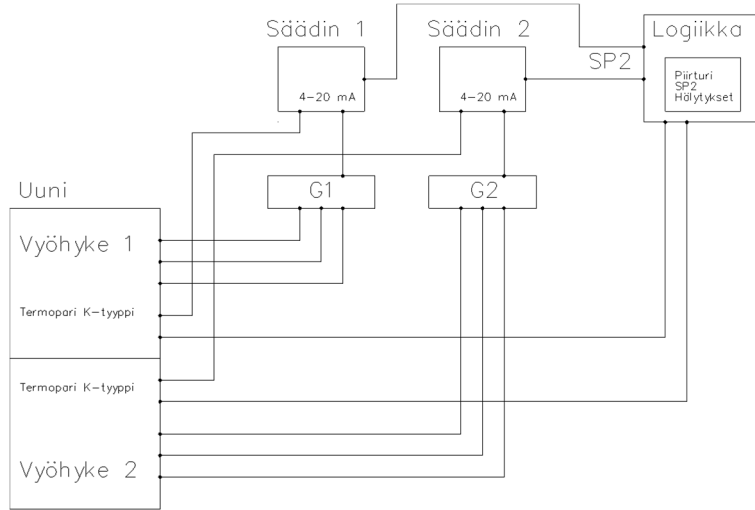 Säädin 1
Säädin 2
Logiikka
SP2
Piirturi
SP2
Hälytykset
4-20 mA
4-20 mA
G1
G2
Uuni
Vyöhyke 1
Termopari K-tyyppi
Termopari K-tyyppi
Vyöhyke 2